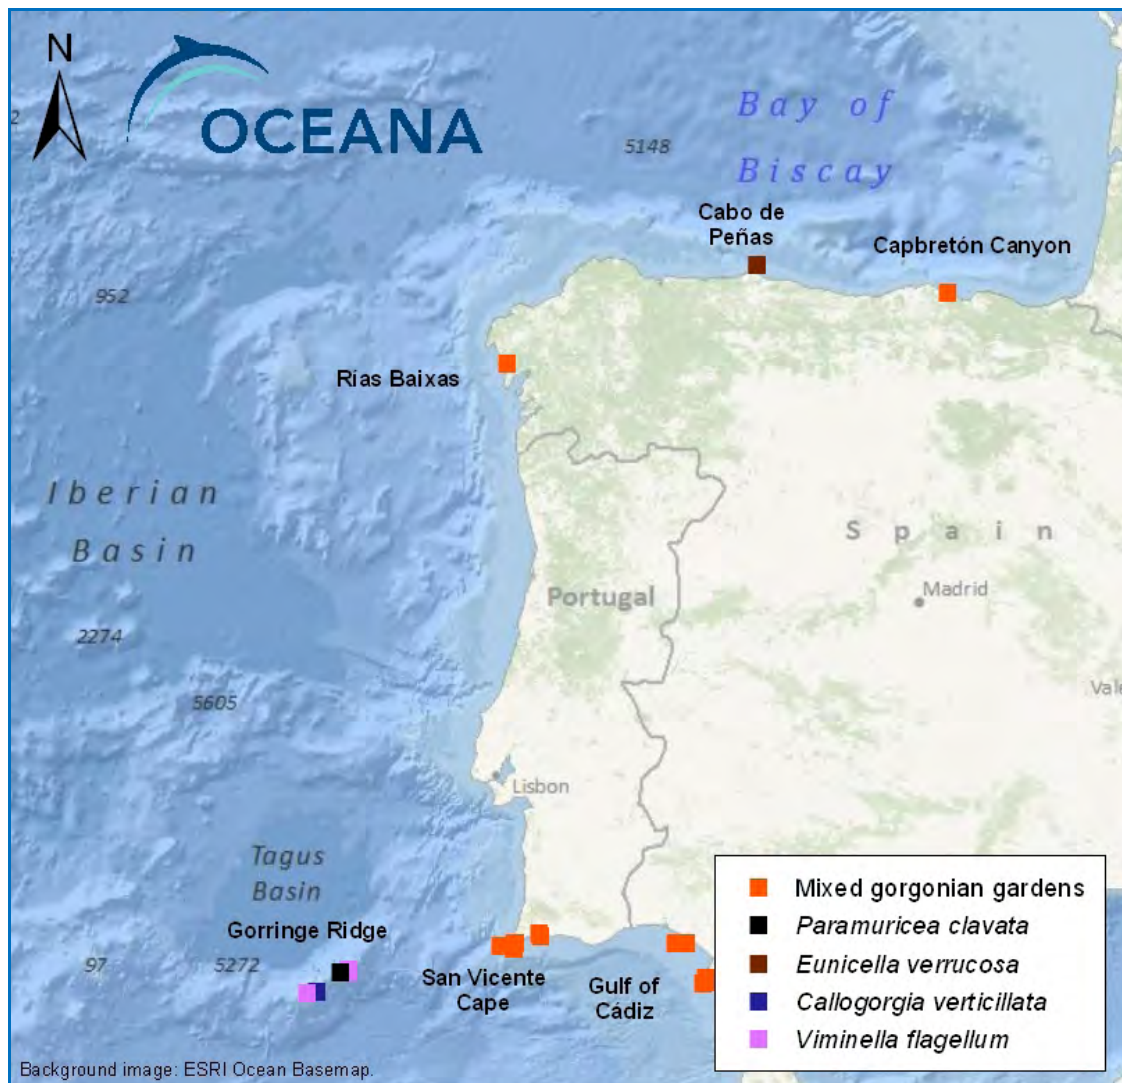 N
OCEANA
2
5148
Bay of
Biscay
Cabo de
Peñas
Capbretón Canyon
952
Rías Baixas
Iberian
Basin
Spain
Madrid
Portugal
2274
5605
Vale
Lisbon
Tagus
Basin
Gorringe Ridge
97
5272
San Vicente
Cape
Gulf of
Cádiz
Mixed gorgonian gardens
Paramuricea clavata
Eunicella verrucosa
Callogorgia verticillata
Viminella flagellum
Background image: ESRI Ocean Basemap.